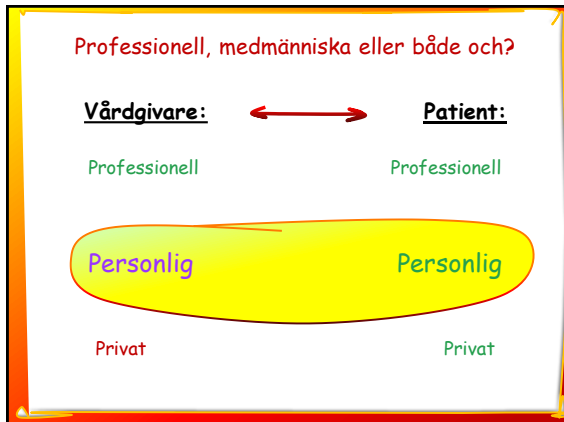 Professionell, medmänniska eller både och?
Vårdgivare: Patient:
Professionell Professionell
Personlig Personlig
Privat Privat